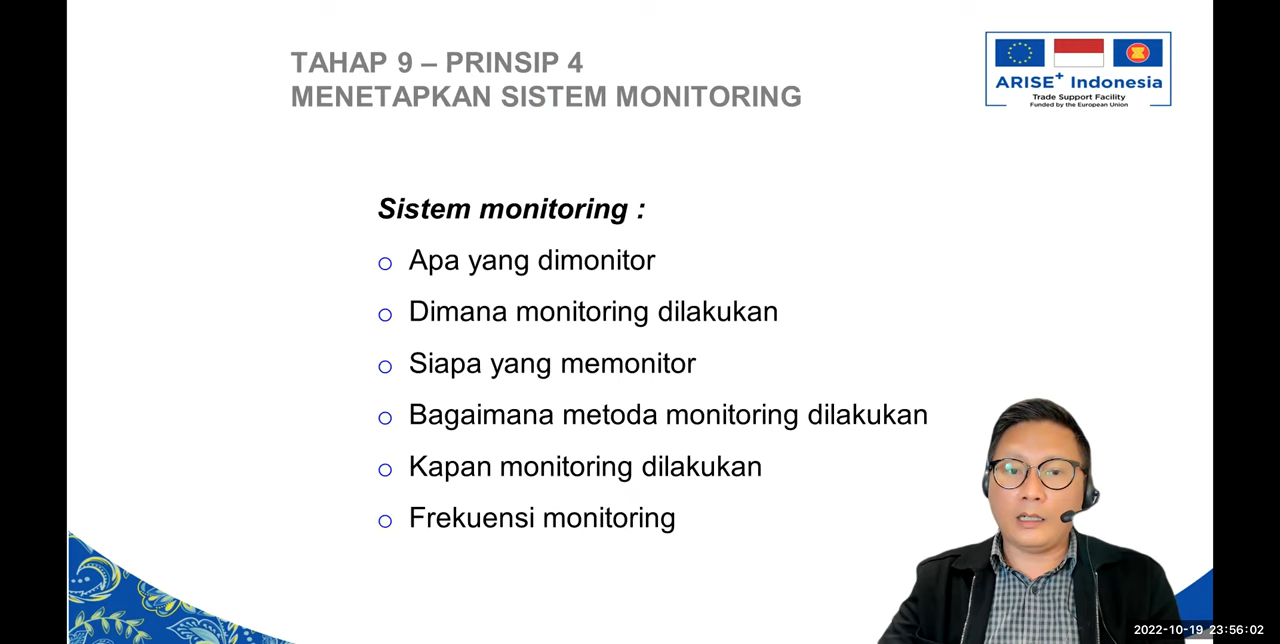 TAHAP 9 – PRINSIP 4
MENETAPKAN SISTEM MONITORING
ARISE+ Indonesia
Trade Support Facility
Funded by the European Union
Sistem monitoring :
Apa yang dimonitor
Dimana monitoring dilakukan
Siapa yang memonitor
Bagaimana metoda monitoring dilakukan
Kapan monitoring dilakukan
Frekuensi monitoring
2022-10-19 23:56:02